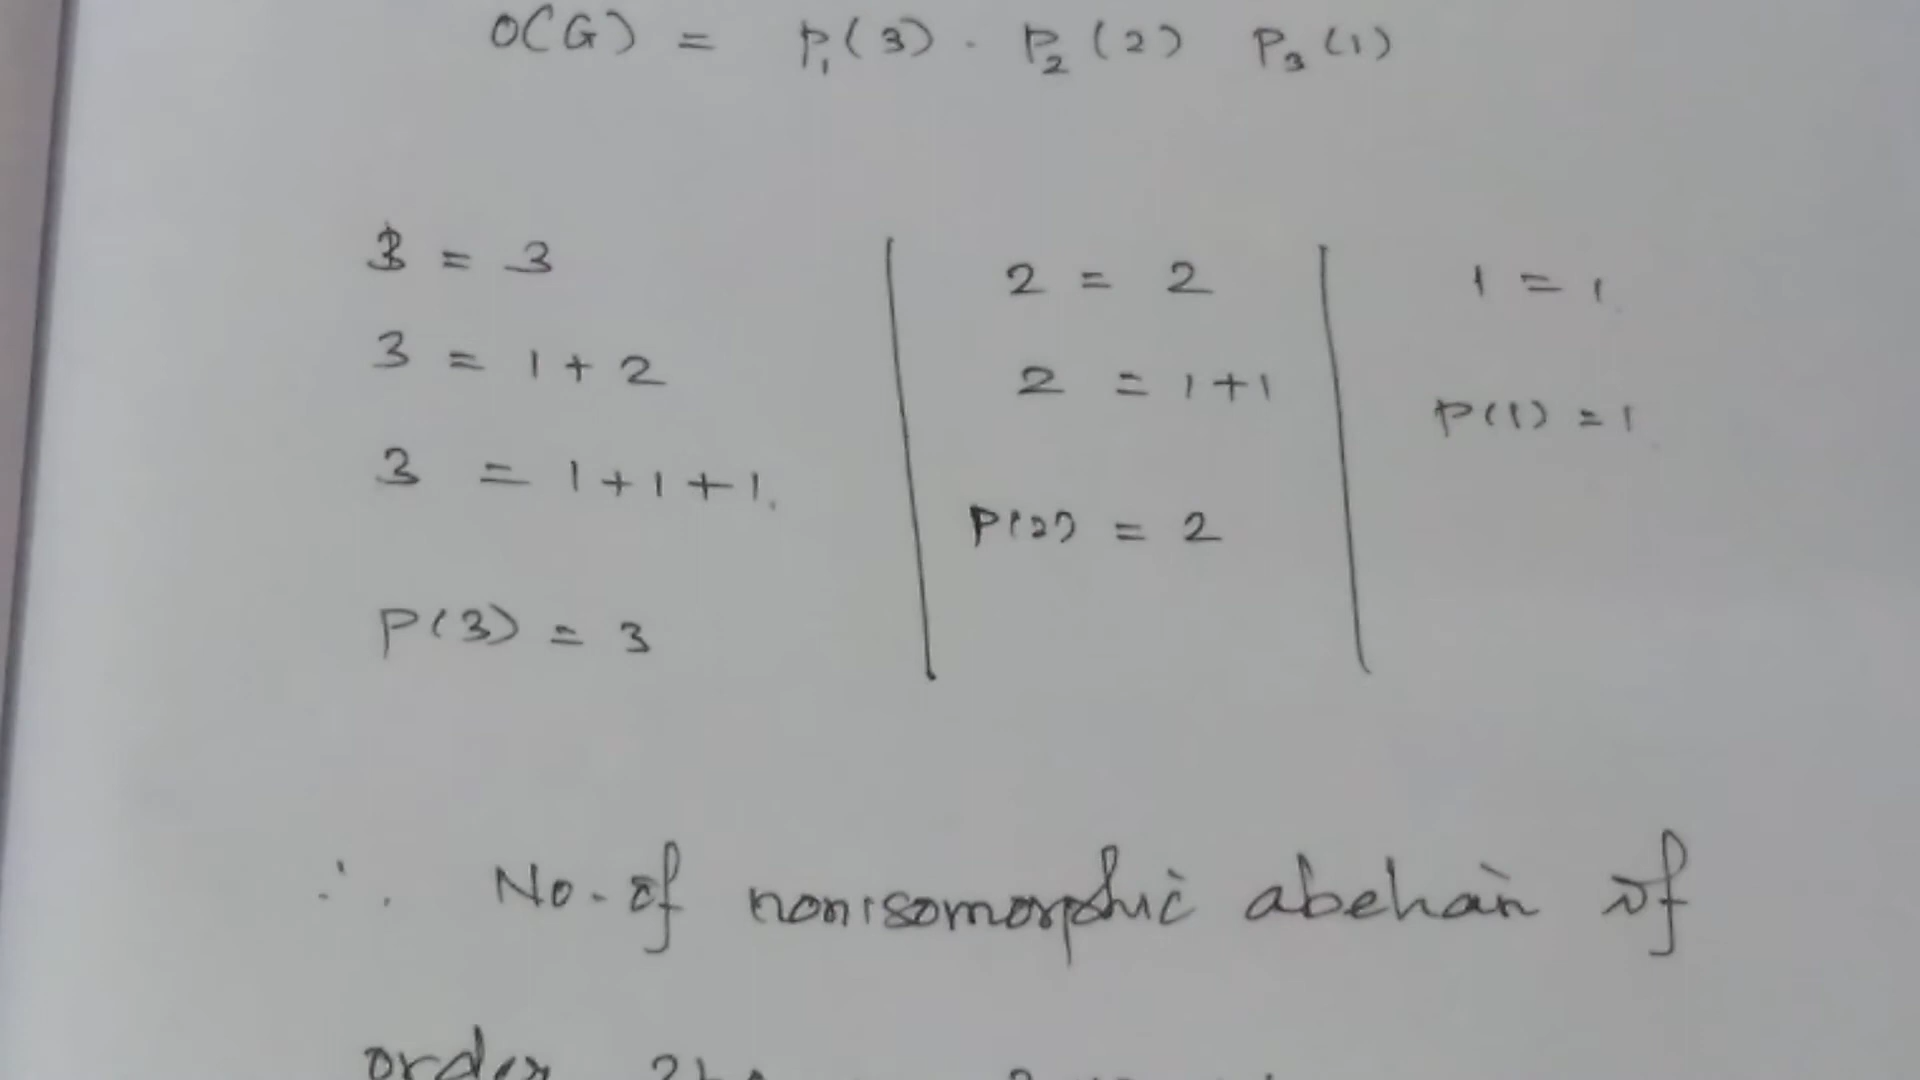 O(G) = P₁(3) . P₂(2) P₃(1)
3 = 3
3 = 1+2
3 = 1+1+1.
P(3) = 3
2 = 2
2 = 1+1
P(2) = 2
1 = 1
P(1) = 1
∴ No. of nonisomorphic abelian of
order